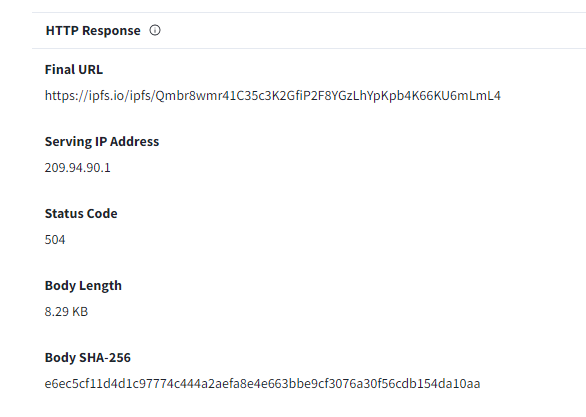 HTTP Response
Final URL
https://ipfs.io/ipfs/Qmbr8wmr41C35c3K2GfiP2F8YGzLhYpKpb4K66KU6mLmL4
Serving IP Address
209.94.90.1
Status Code
504
Body Length
8.29 KB
Body SHA-256
e6ec5cf11d4d1c97774c444a2aefa8e4e663bbe9cf3076a30f56cdb154da10aa